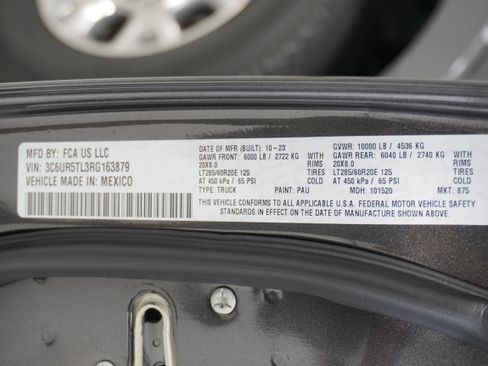 MFD BY: FCA US LLC
VIN: 3C6UR5TL3RG163879
VEHICLE MADE IN: MEXICO
DATE OF MFR (BUILT): 10-23 GVWR: 10000 LB / 4536 KG
GAWR FRONT: 6000 LB / 2722 KG WITH GAWR REAR: 6040 LB / 2740 KG WITH
20X8.0 RIMS 20X8.0 RIMS
LT285/60R20E 125 TIRES LT285/60R20E 125 TIRES
AT 450 kPa / 65 PSI AT 450 kPa / 65 PSI
TYPE: TRUCK PAINT: PAU MDH: 101520 MKT: 875
THIS VEHICLE CONFORMS TO ALL APPLICABLE U.S.A. FEDERAL MOTOR VEHICLE SAFETY
STANDARDS IN EFFECT ON THE DATE OF MANUFACTURE SHOWN ABOVE